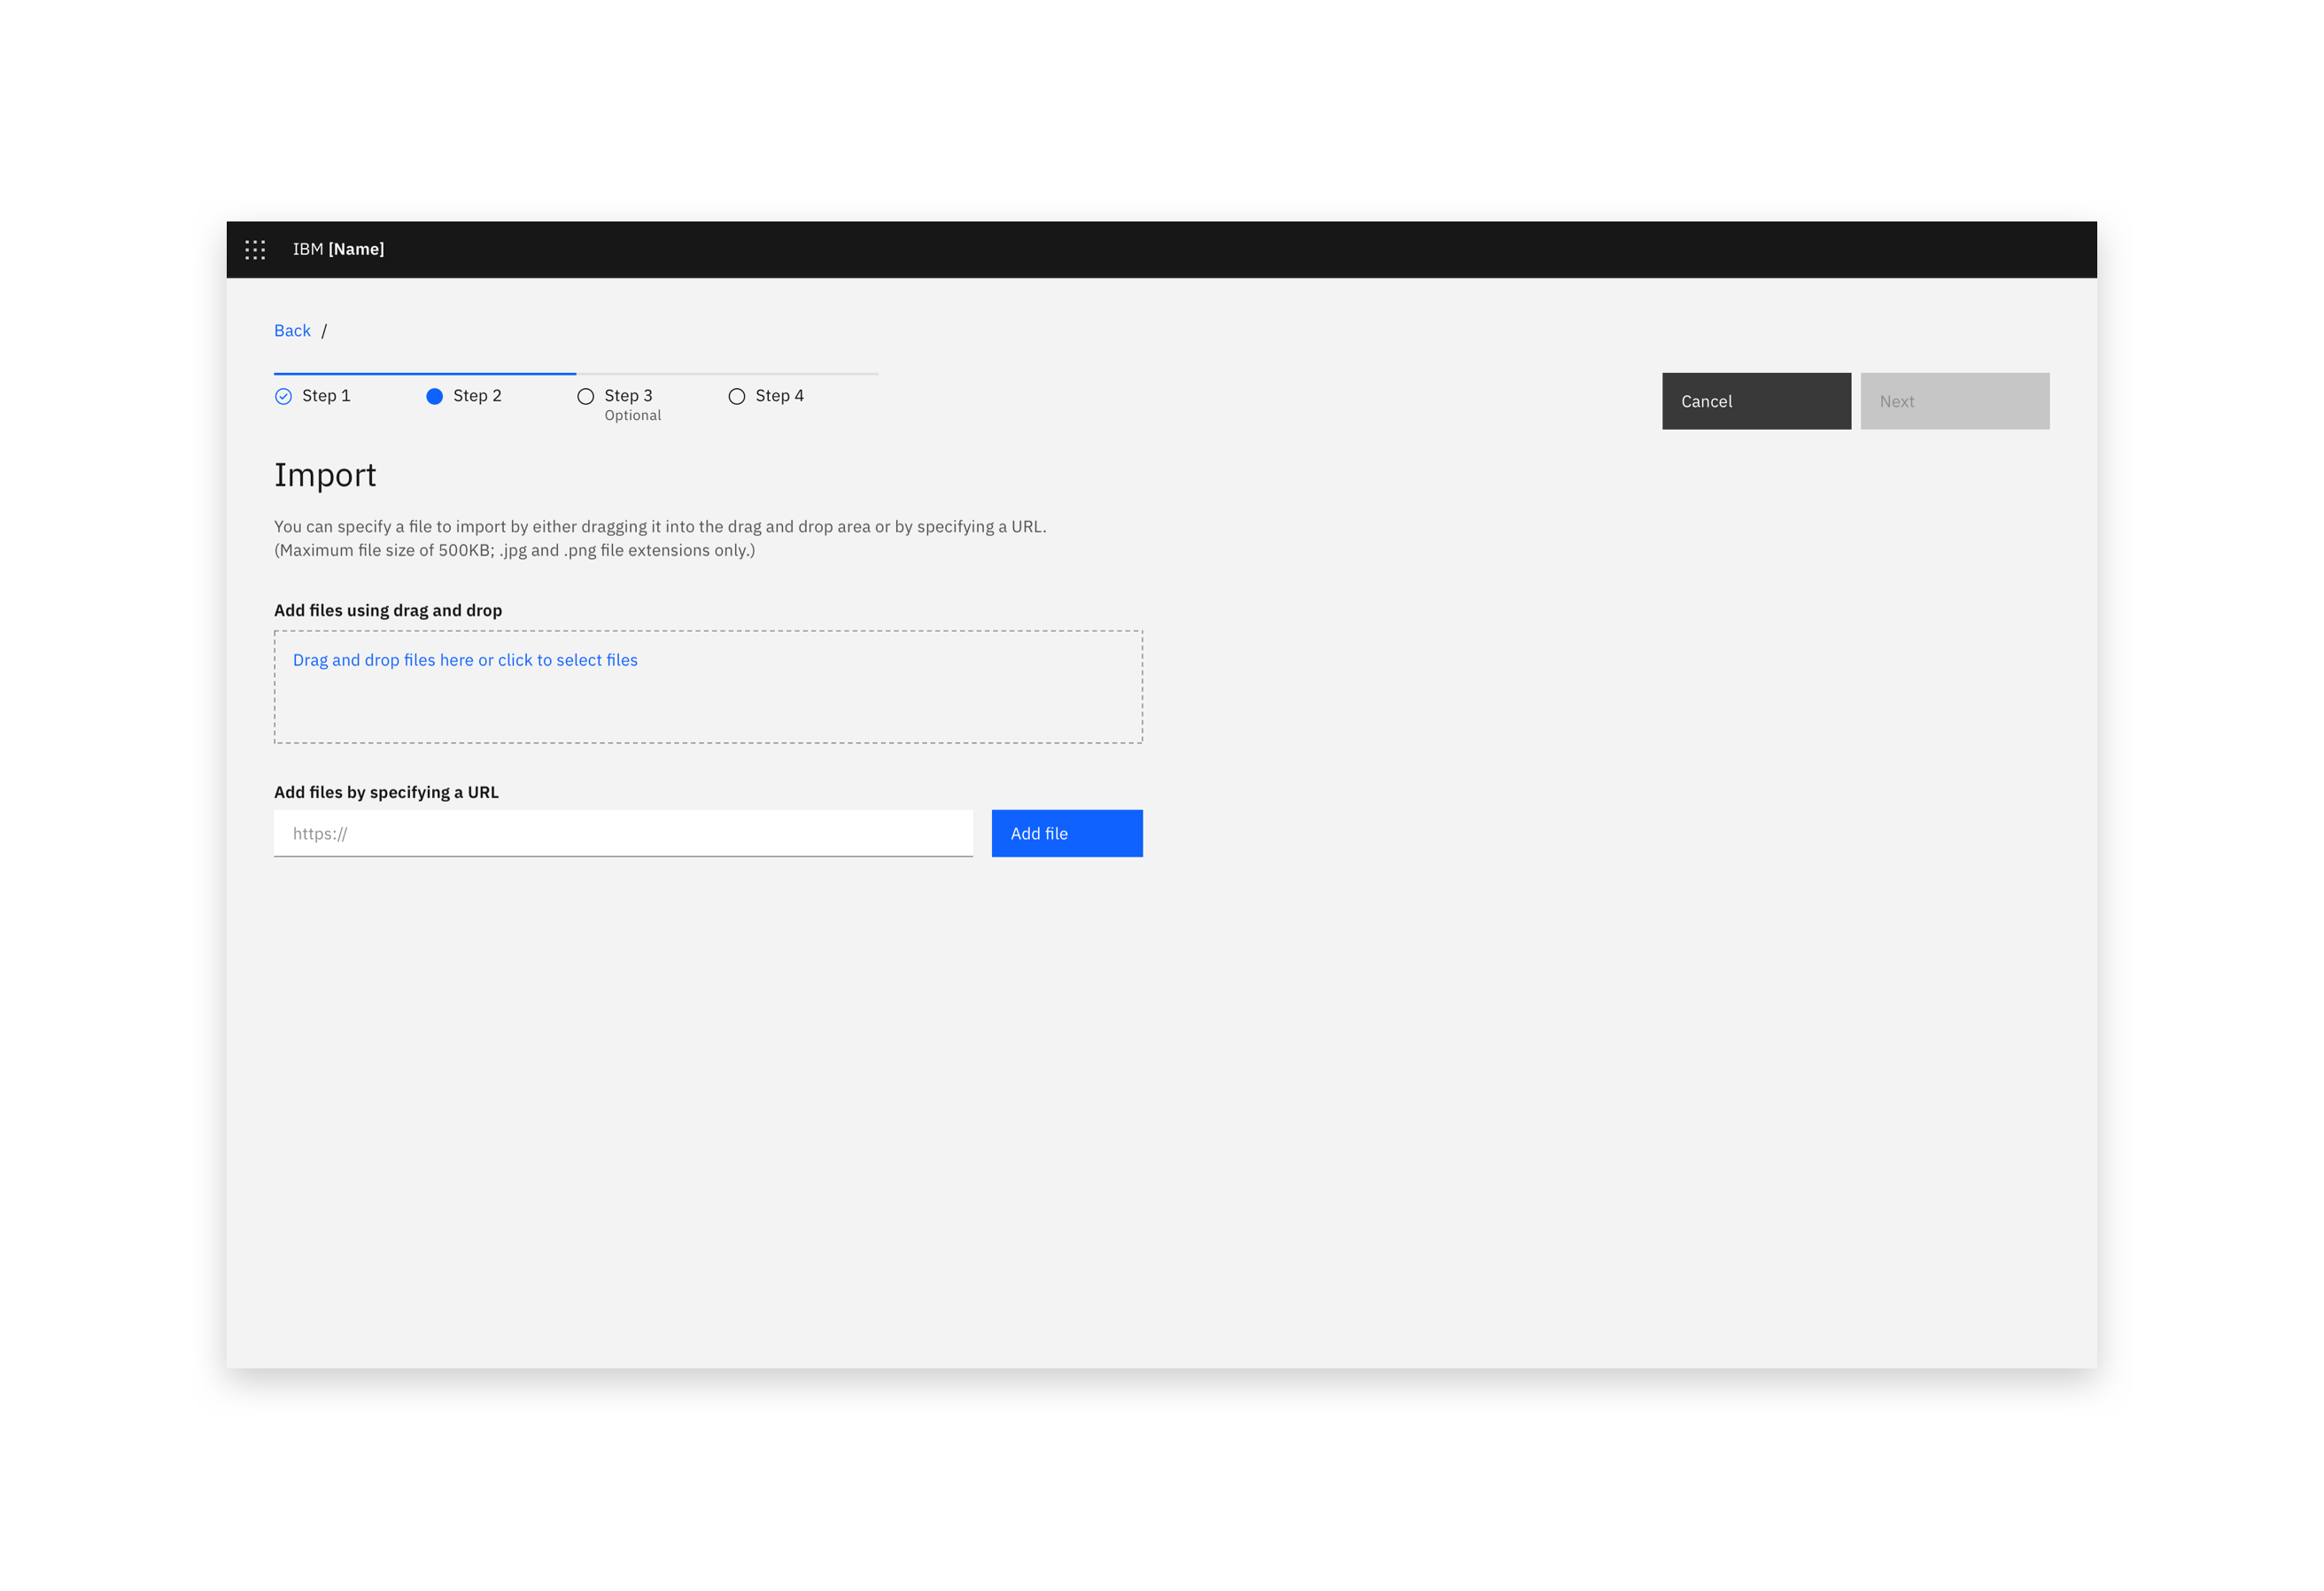 IBM [Name]
Back /
Step 1
Step 2
Step 3
Optional
Step 4
Cancel
Next
Import
You can specify a file to import by either dragging it into the drag and drop area or by specifying a URL.
(Maximum file size of 500KB; .jpg and .png file extensions only.)
Add files using drag and drop
Drag and drop files here or click to select files
Add files by specifying a URL
https://
Add file